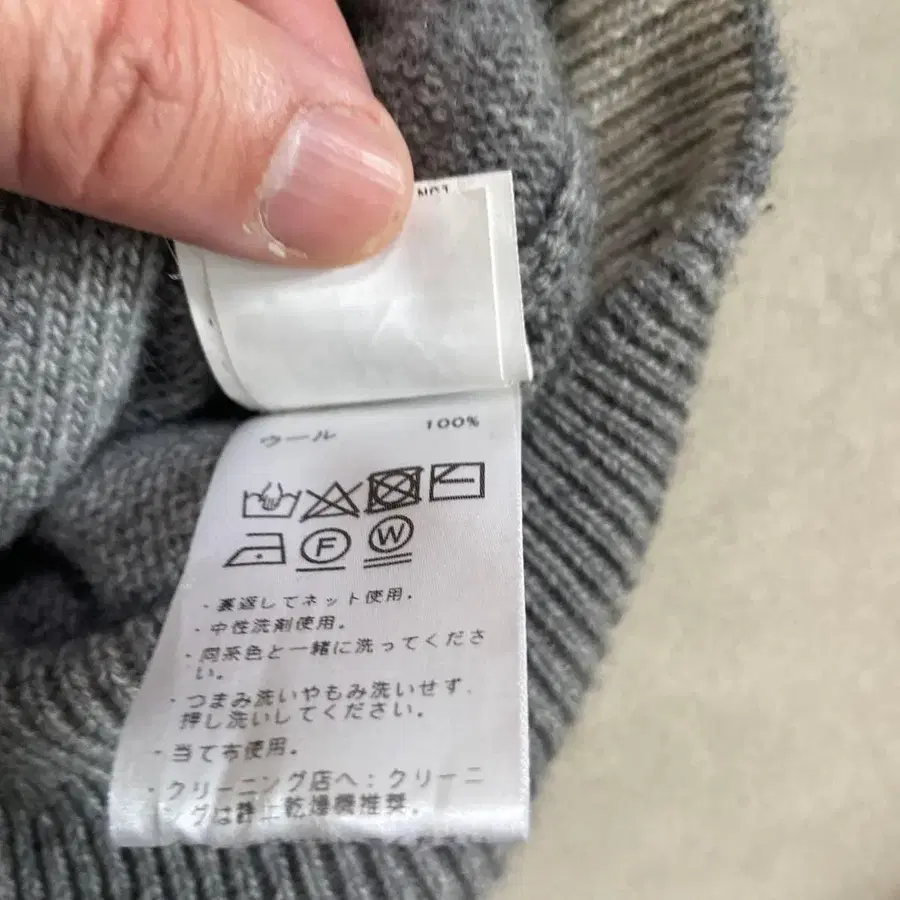 ウール 100%
F W
・裏返してネット使用。
・中性洗剤使用。
・同系色と一緒に洗ってくださ
い。
・つまみ洗いやもみ洗いせず、
押し洗いしてください。
・当て布使用。
・クリーニング店へ：クリーニ
ングは静止乾燥機推奨。